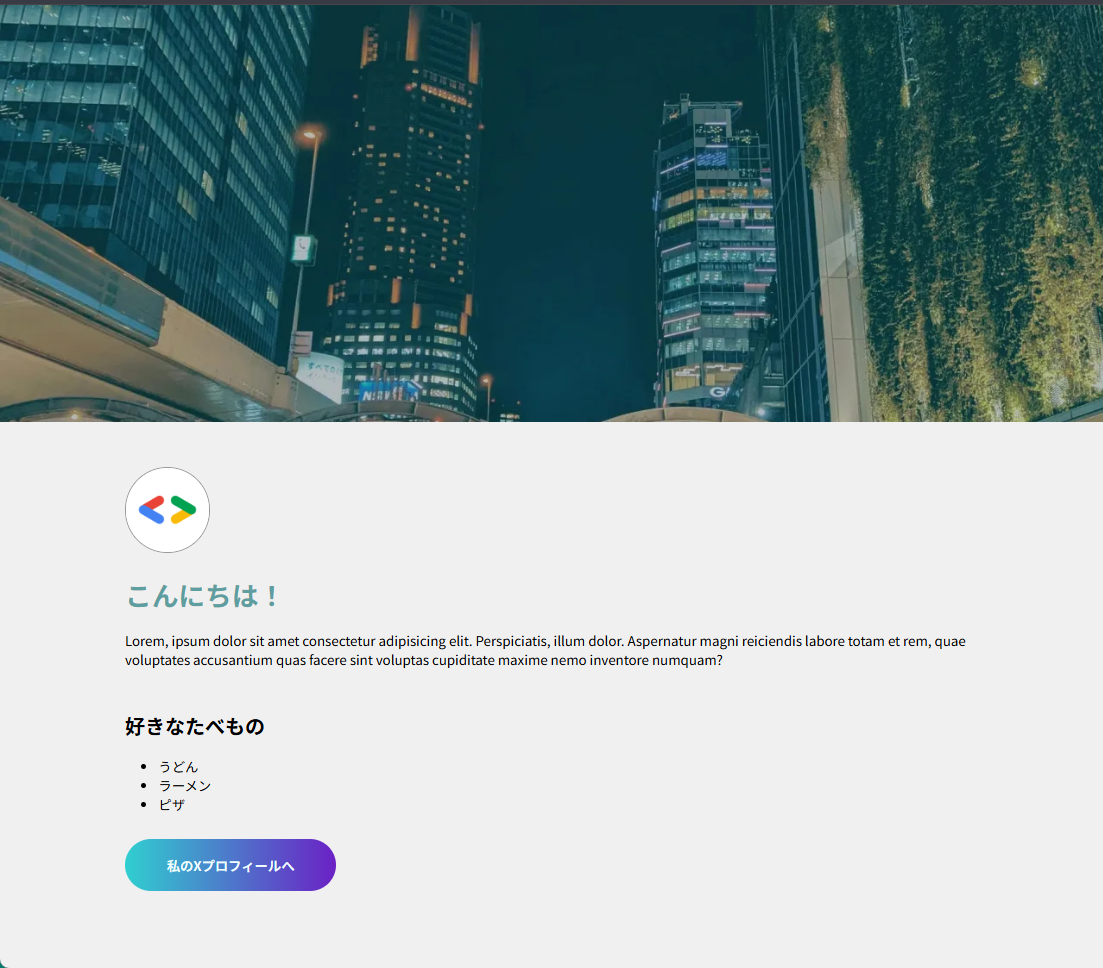 こんにちは！
Lorem, ipsum dolor sit amet consectetur adipisicing elit. Perspiciatis, illum dolor. Aspernatur magni reiciendis labore totam et rem, quae
voluptates accusantium quas facere sint voluptas cupiditate maxime nemo inventore numquam?
好きなたべもの
うどん
ラーメン
ピザ
私のXプロフィールへ